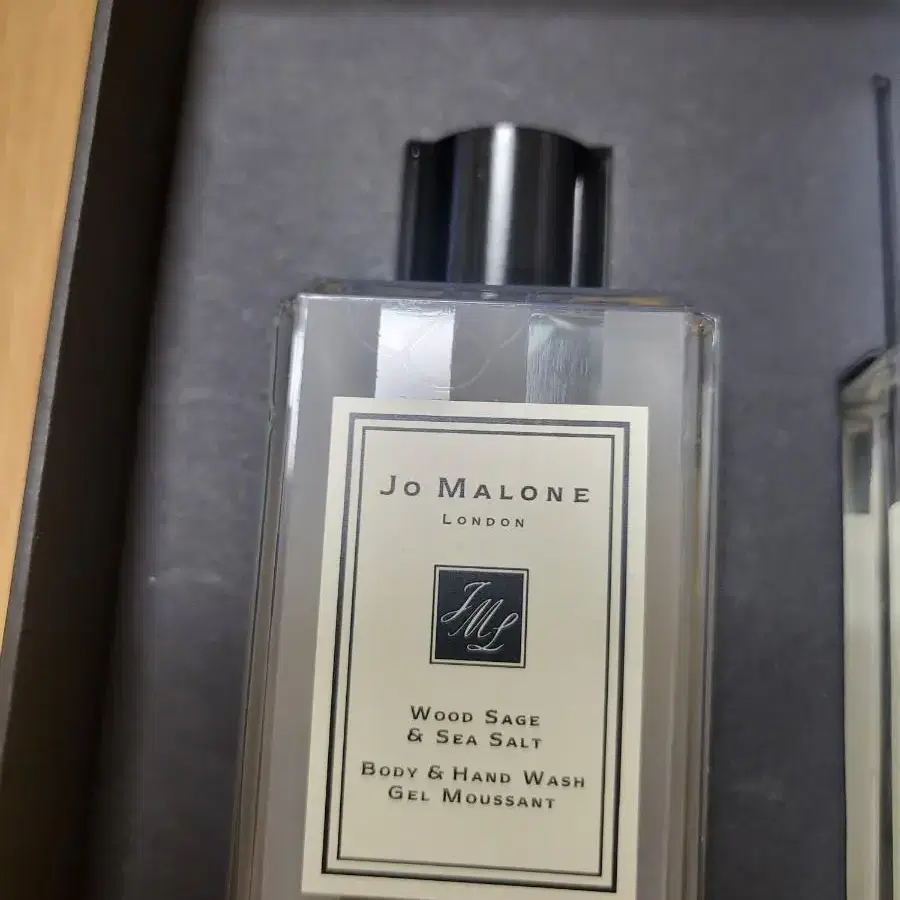 JO MALONE
LONDON
JML
WOOD SAGE
& SEA SALT
BODY & HAND WASH
GEL MOUSSANT